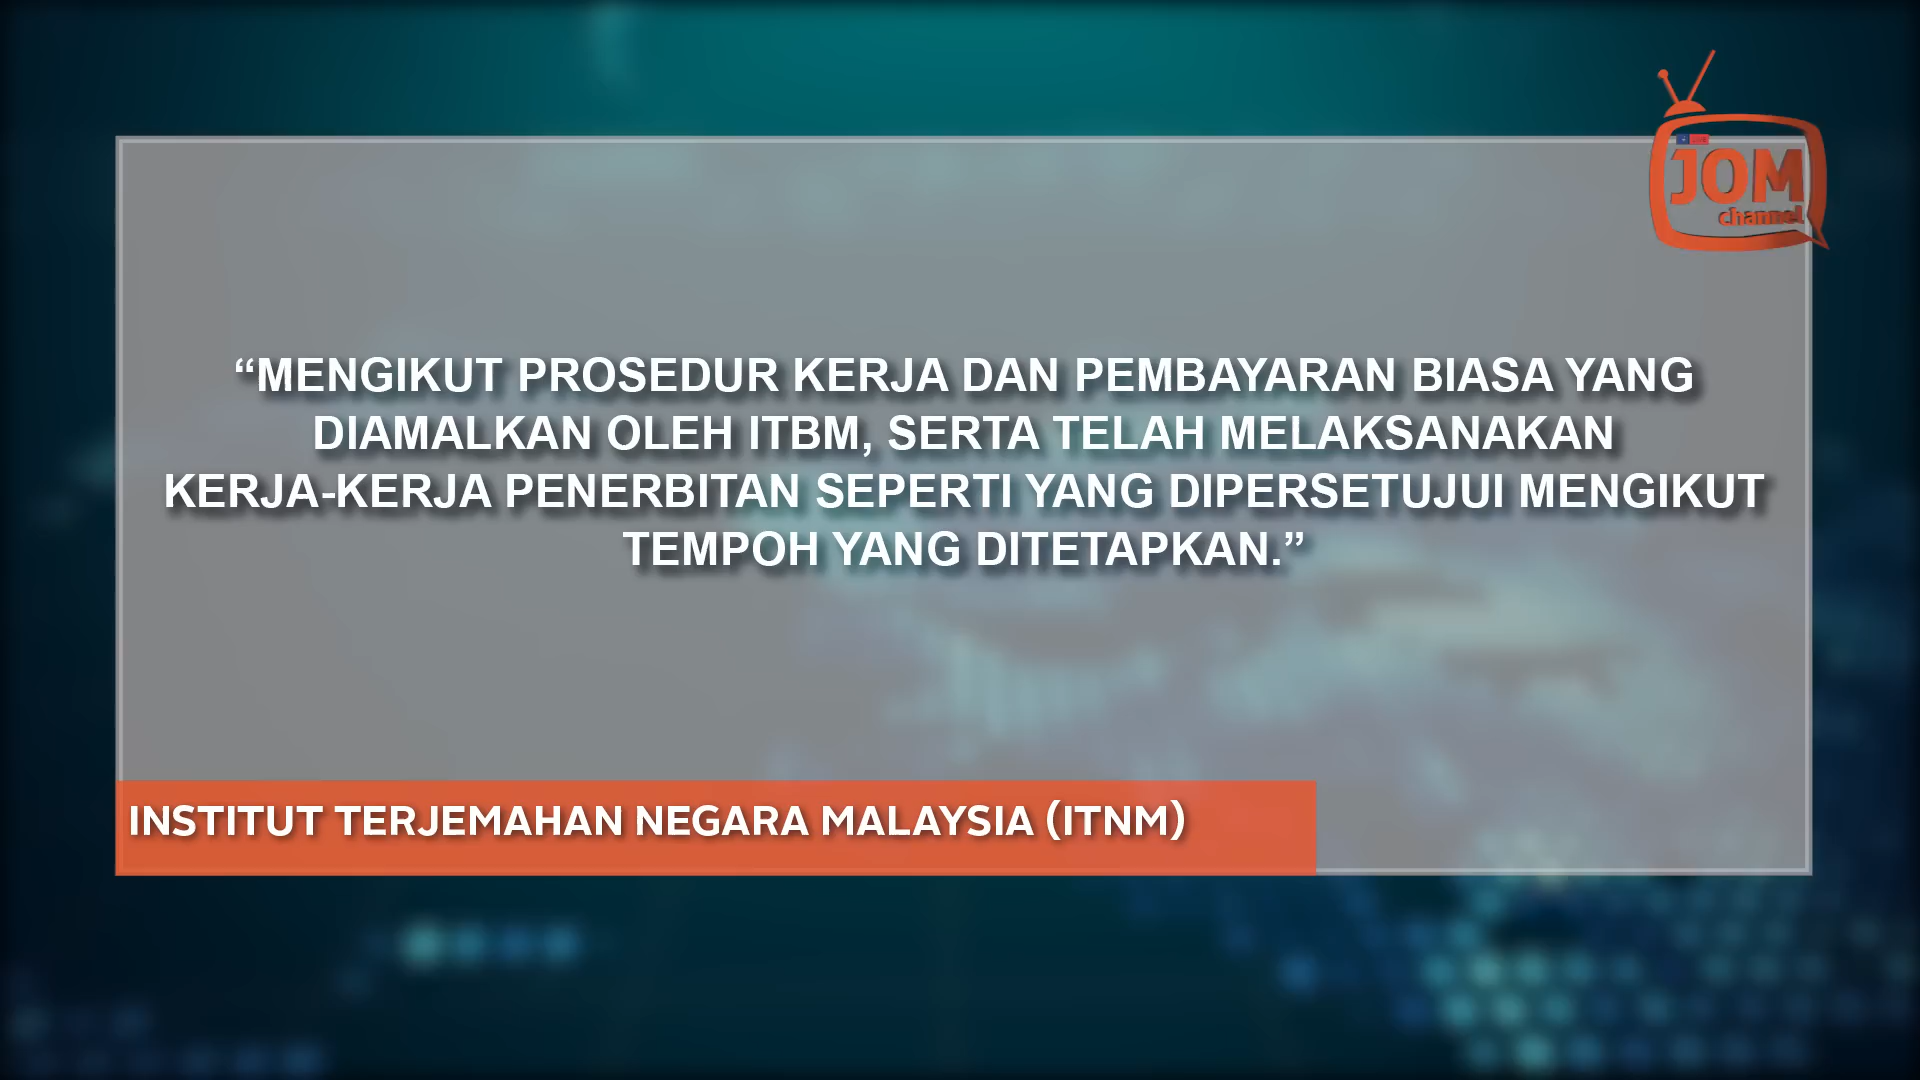 JOM
channel
“MENGIKUT PROSEDUR KERJA DAN PEMBAYARAN BIASA YANG
DIAMALKAN OLEH ITBM, SERTA TELAH MELAKSANAKAN
KERJA-KERJA PENERBITAN SEPERTI YANG DIPERSETUJUI MENGIKUT
TEMPOH YANG DITETAPKAN.”
INSTITUT TERJEMAHAN NEGARA MALAYSIA (ITNM)